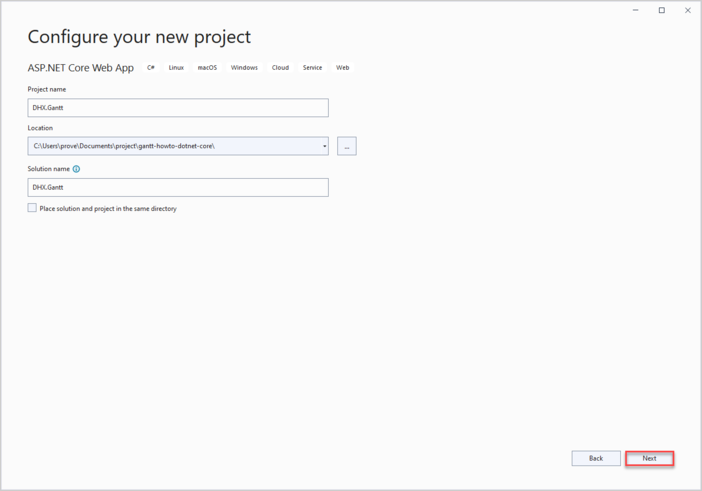 Configure your new project
ASP.NET Core Web App C# Linux macOS Windows Cloud Service Web
Project name
DHX.Gantt
Location
C:\Users\prove\Documents\project\gantt-howto-dotnet-core\
...
Solution name
DHX.Gantt
Place solution and project in the same directory
Back Next